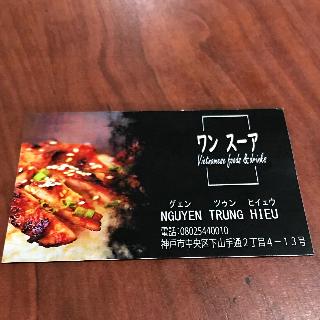 ワン スーア
Vietnamese foods & drinks
グェン ツゥン ヒイェウ
NGUYEN TRUNG HIEU
電話:08025440010
神戸市中央区下山手通2丁目4-13号